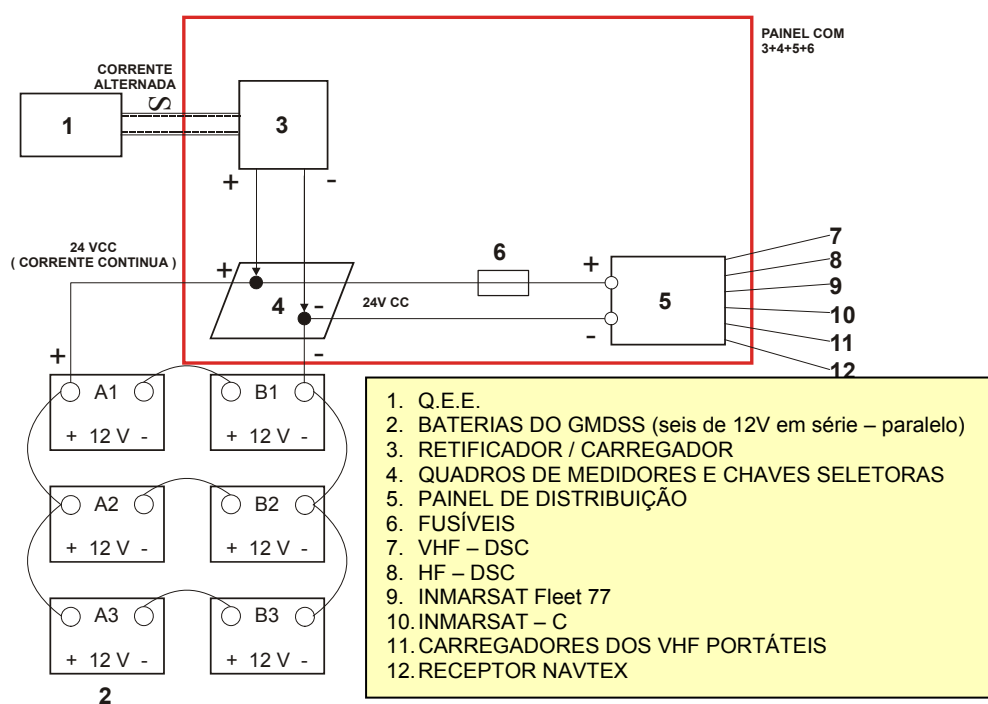 PAINEL COM
3+4+5+6
CORRENTE
ALTERNADA
S
1
3
+
-
24 VCC
( CORRENTE CONTINUA )
+
4
-
24V CC
6
+
-
5
7
8
9
10
11
12
+
-
A1
+ 12 V -
B1
+ 12 V -
A2
+ 12 V -
B2
+ 12 V -
A3
+ 12 V -
B3
+ 12 V -
2
1. Q.E.E.
2. BATERIAS DO GMDSS (seis de 12V em série – paralelo)
3. RETIFICADOR / CARREGADOR
4. QUADROS DE MEDIDORES E CHAVES SELETORAS
5. PAINEL DE DISTRIBUIÇÃO
6. FUSÍVEIS
7. VHF – DSC
8. HF – DSC
9. INMARSAT Fleet 77
10. INMARSAT – C
11. CARREGADORES DOS VHF PORTÁTEIS
12. RECEPTOR NAVTEX